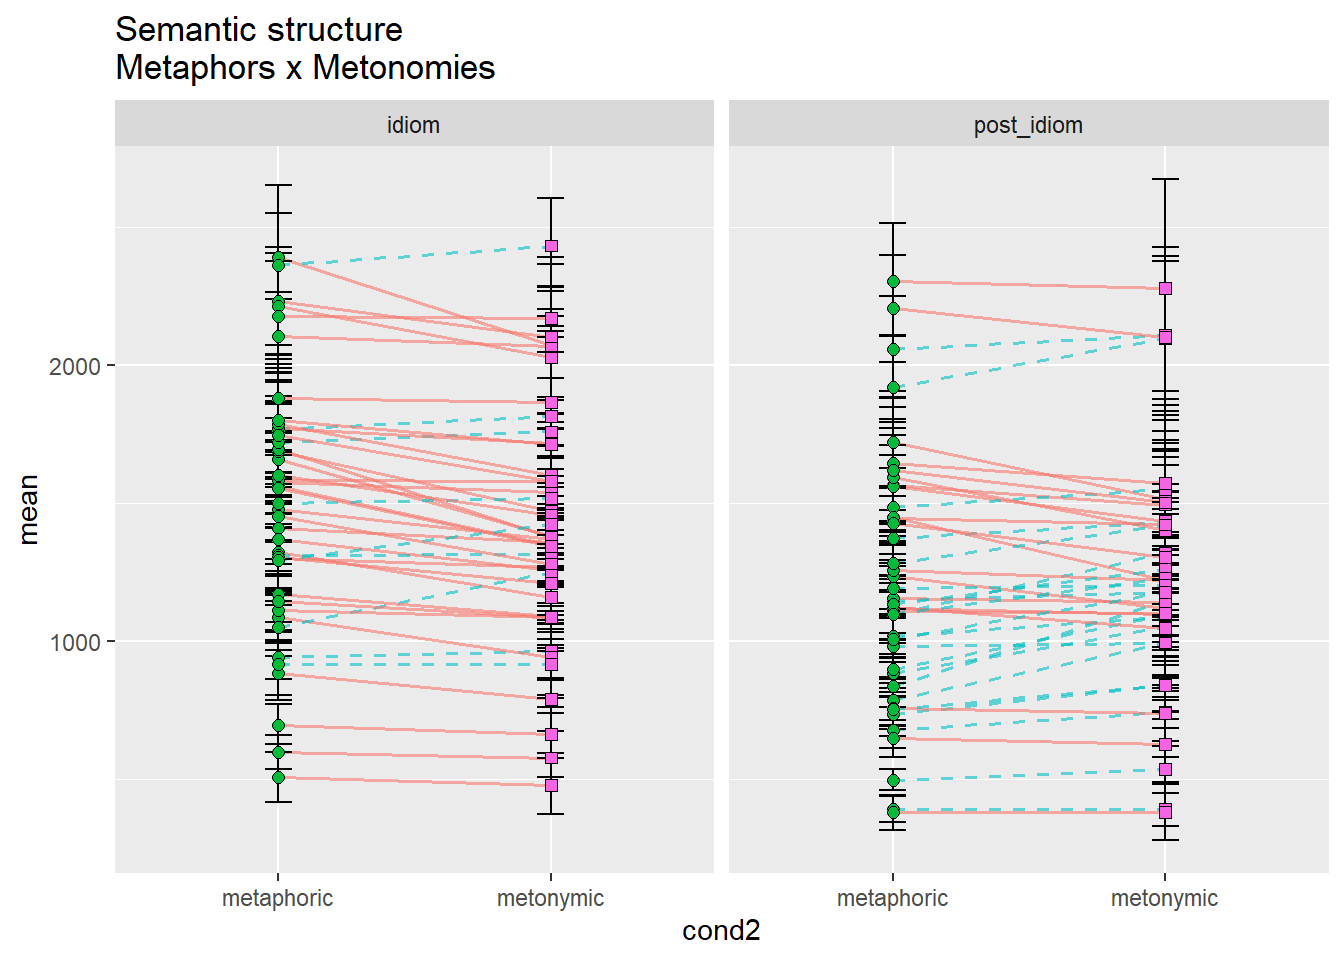 Semantic structure
Metaphors x Metonomies
idiom
post_idiom
mean
2000
1000
metaphoric
metonymic
metaphoric
metonymic
cond2